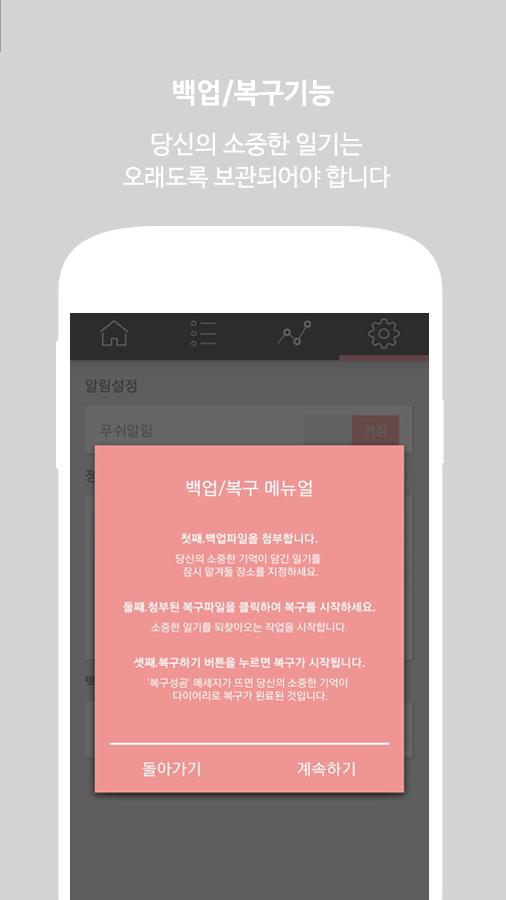 백업/복구기능
당신의 소중한 일기는
오래도록 보관되어야 합니다
알림설정
푸쉬알림
켜짐
정
백업/복구 메뉴얼
첫째.백업파일을 첨부합니다.
당신의 소중한 기억이 담긴 일기를
잠시 맡겨둘 장소를 지정하세요.
둘째.청부된 복구파일을 클릭하여 복구를 시작하세요.
소중한 일기를 되찾아오는 작업을 시작합니다.
셋째.복구하기 버튼을 누르면 복구가 시작됩니다.
'복구성공' 메세지가 뜨면 당신의 소중한 기억이
다이어리로 복구가 완료된 것입니다.
백
돌아가기
계속하기